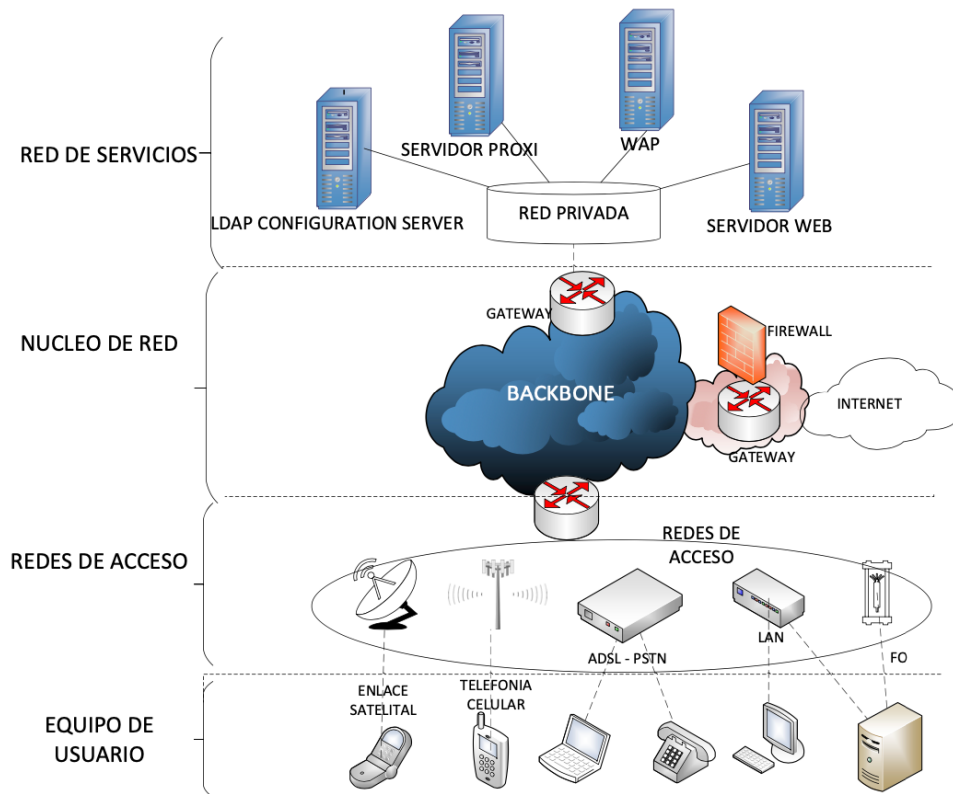 SERVIDOR PROXI
WAP
RED DE SERVICIOS
LDAP CONFIGURATION SERVER
RED PRIVADA
SERVIDOR WEB
GATEWAY
FIREWALL
NUCLEO DE RED
BACKBONE
INTERNET
GATEWAY
REDES DE ACCESO
REDES DE
ACCESO
LAN
ADSL - PSTN
FO
ENLACE
SATELITAL
TELEFONIA
CELULAR
EQUIPO DE
USUARIO